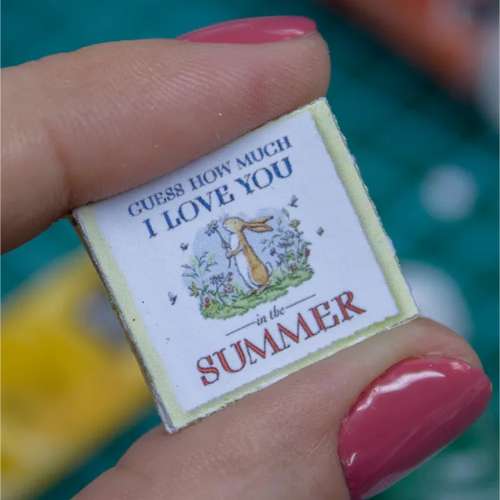 GUESS HOW MUCH
I LOVE YOU
in the
SUMMER